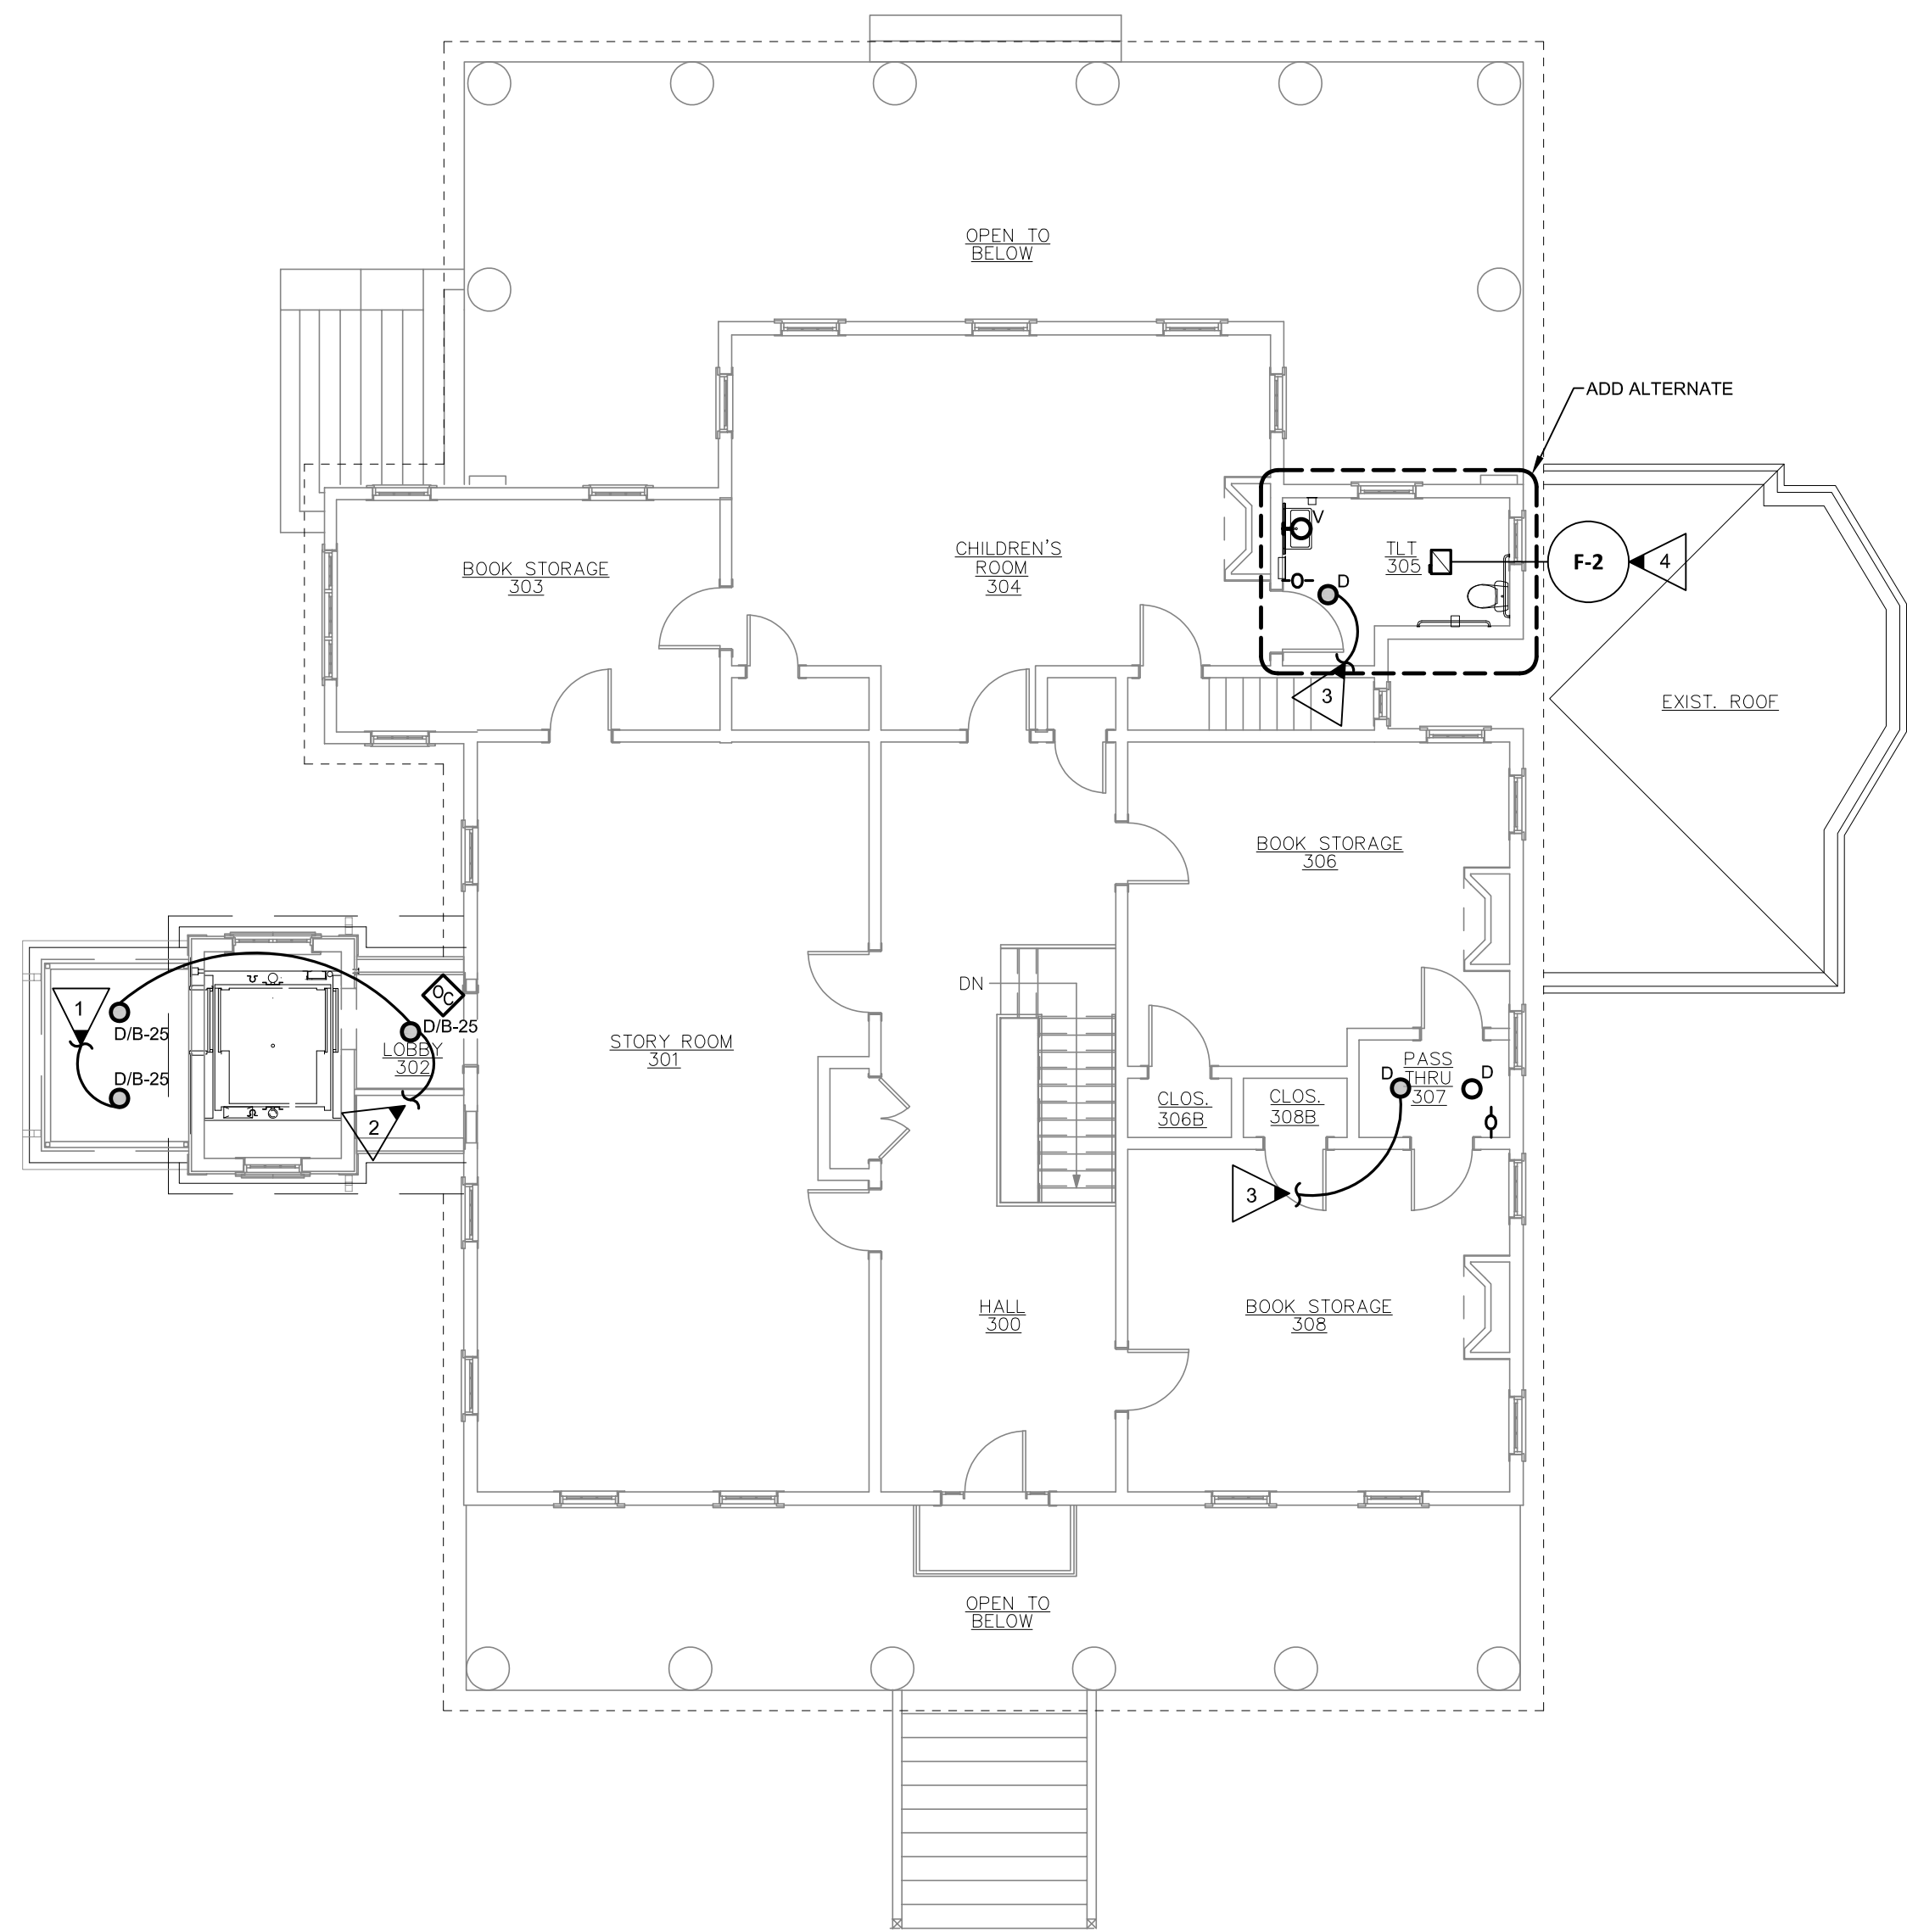 OPEN TO
BELOW
ADD ALTERNATE
V
CHILDREN'S
ROOM
304
TLT
305
F-2
4
BOOK STORAGE
303
O
D
3
EXIST. ROOF
BOOK STORAGE
306
1
OC
D/B-25
D/B-25
LOBBY
302
DN
STORY ROOM
301
D/B-25
2
PASS
THRU
307
D
D
O
CLOS.
306B
CLOS.
308B
3
HALL
300
BOOK STORAGE
308
OPEN TO
BELOW